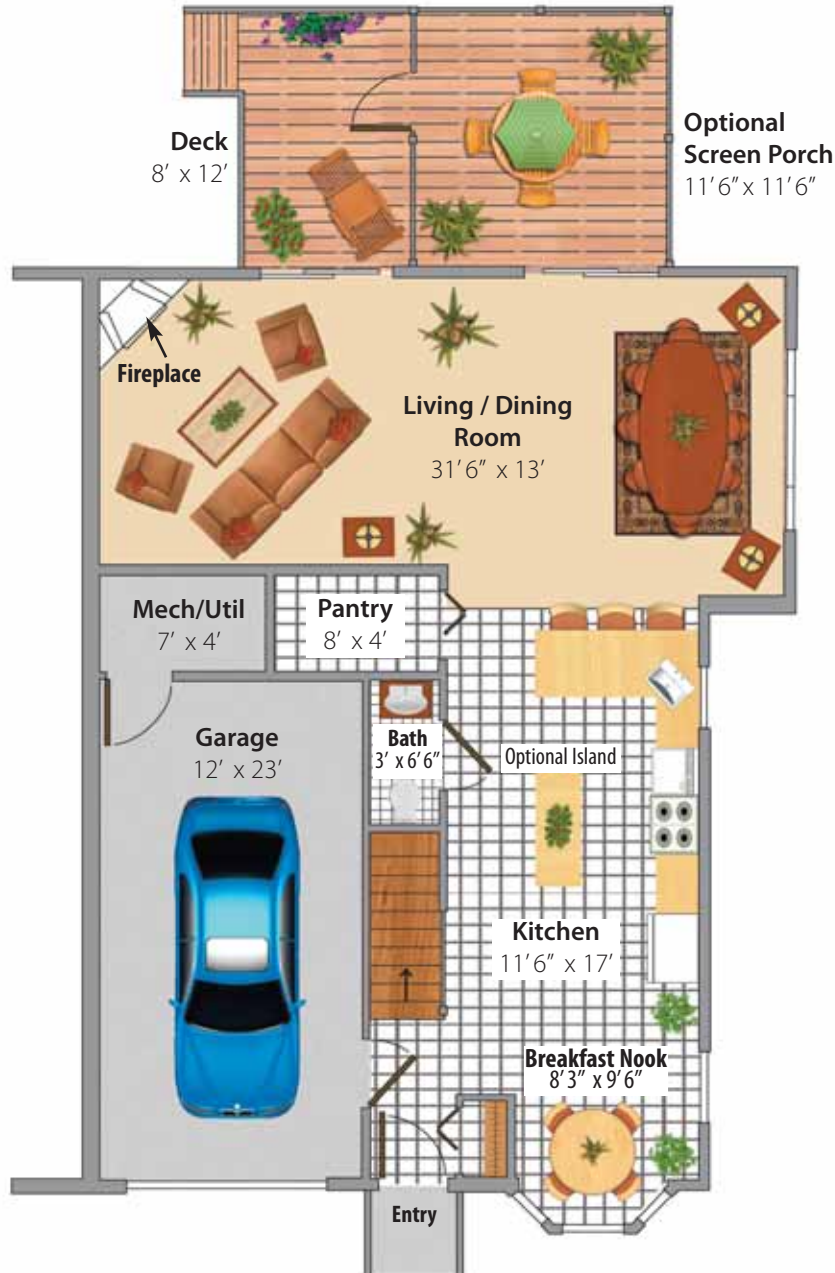 Deck
8' x 12'
Optional
Screen Porch
11'6" x 11'6"
Fireplace
Living / Dining
Room
31'6" x 13'
Mech/Util
7' x 4'
Pantry
8' x 4'
Garage
12' x 23'
Bath
3' x 6'6"
Optional Island
Kitchen
11'6" x 17'
Breakfast Nook
8'3" x 9'6"
Entry